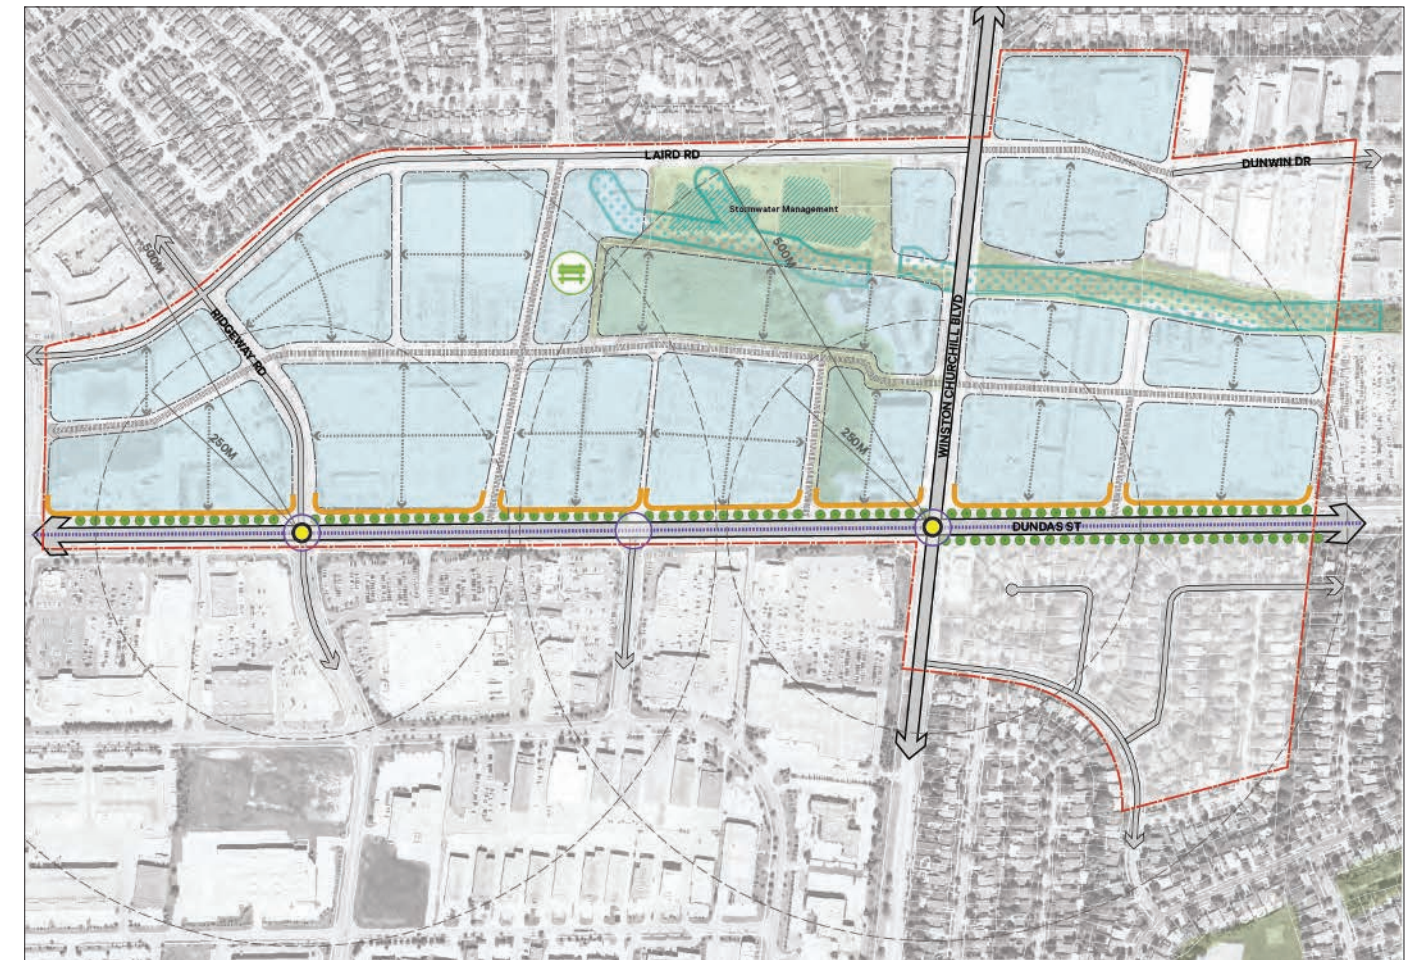 LAIRD RD
DUNWIN DR
Stormwater Management
500M
500M
RIDGEWAY RD
WINSTON CHURCHILL BLVD
250M
250M
DUNDAS ST